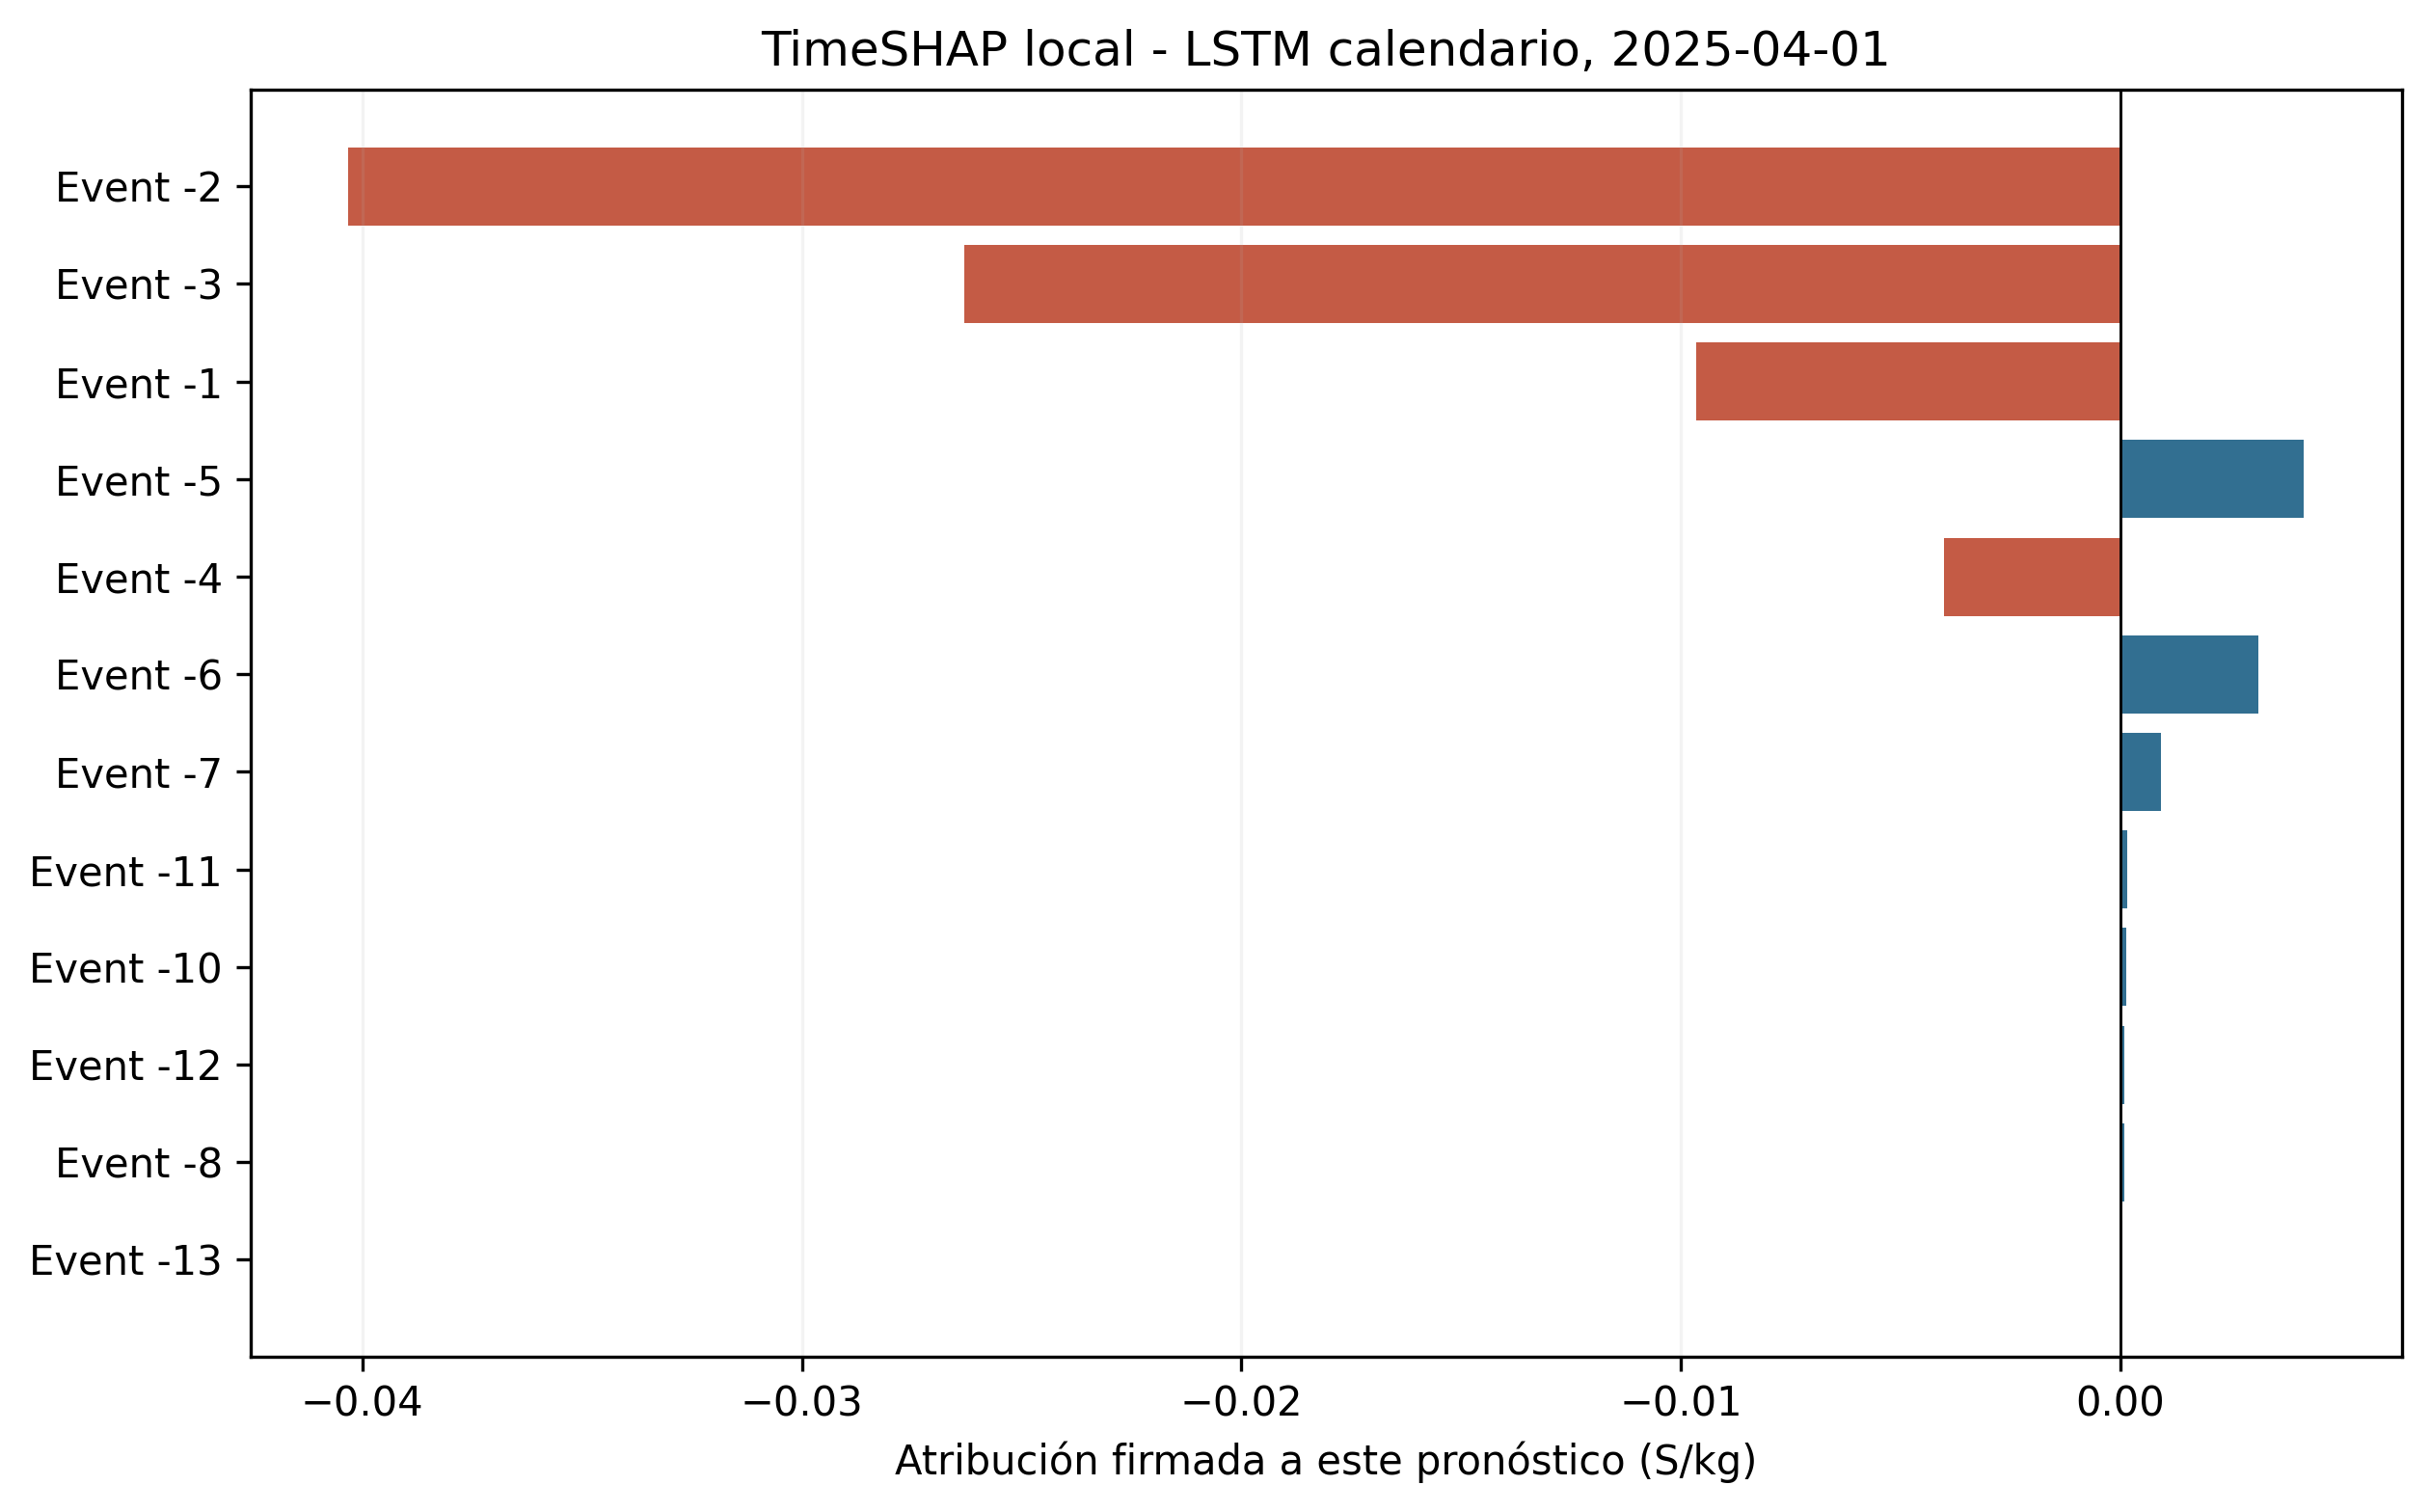 TimeSHAP local - LSTM calendario, 2025-04-01
Event -2
Event -3
Event -1
Event -5
Event -4
Event -6
Event -7
Event -11
Event -10
Event -12
Event -8
Event -13
−0.04 −0.03 −0.02 −0.01 0.00
Atribución firmada a este pronóstico (S/kg)